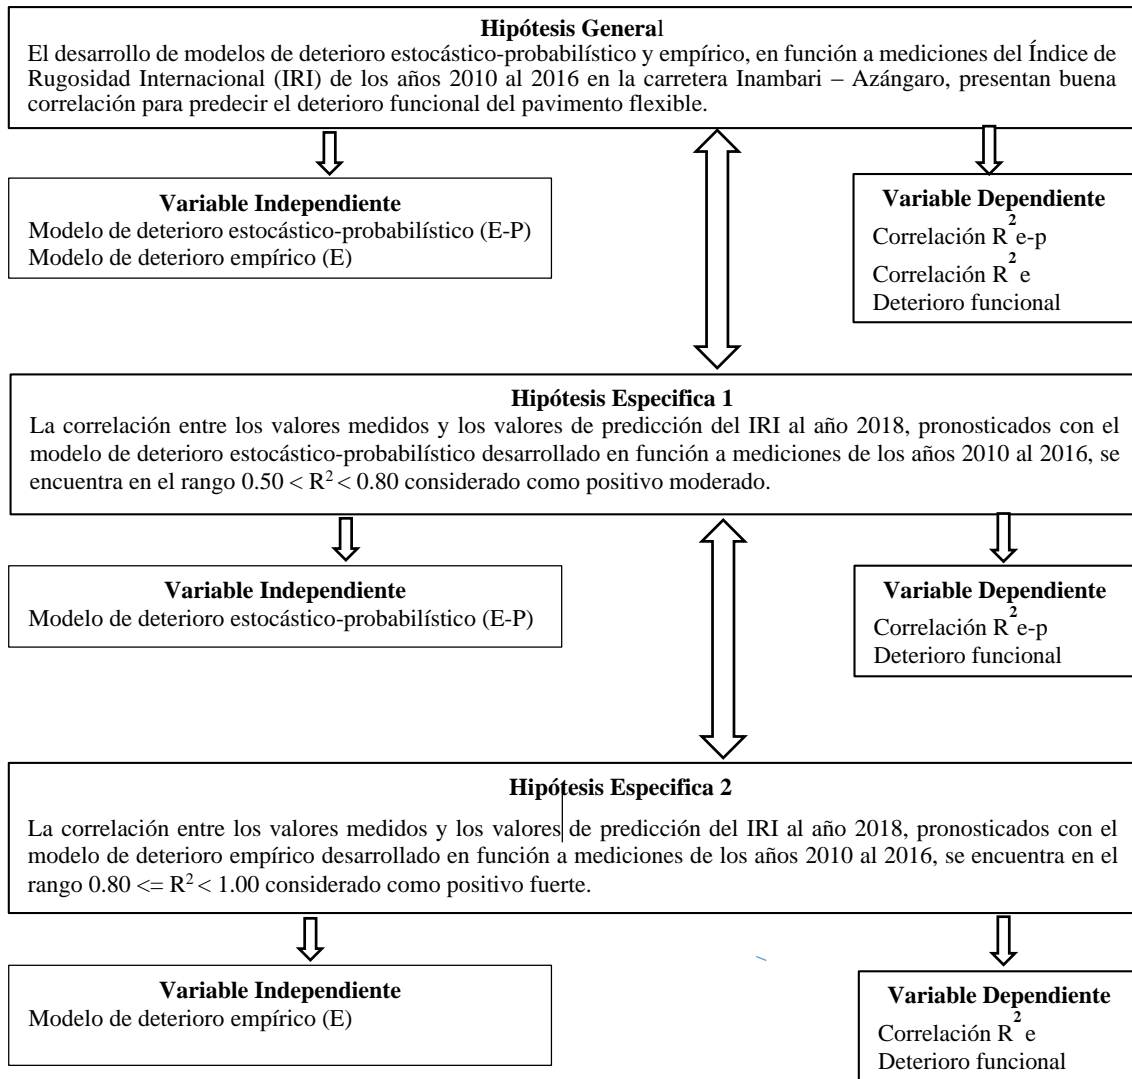 Hipótesis General
El desarrollo de modelos de deterioro estocástico-probabilístico y empírico, en función a mediciones del Índice de
Rugosidad Internacional (IRI) de los años 2010 al 2016 en la carretera Inambari – Azángaro, presentan buena
correlación para predecir el deterioro funcional del pavimento flexible.
Variable Independiente
Modelo de deterioro estocástico-probabilístico (E-P)
Modelo de deterioro empírico (E)
Variable Dependiente
Correlación R² e-p
Correlación R² e
Deterioro funcional
Hipótesis Especifica 1
La correlación entre los valores medidos y los valores de predicción del IRI al año 2018, pronosticados con el
modelo de deterioro estocástico-probabilístico desarrollado en función a mediciones de los años 2010 al 2016, se
encuentra en el rango 0.50 < R² < 0.80 considerado como positivo moderado.
Variable Independiente
Modelo de deterioro estocástico-probabilístico (E-P)
Variable Dependiente
Correlación R² e-p
Deterioro funcional
Hipótesis Especifica 2
La correlación entre los valores medidos y los valores de predicción del IRI al año 2018, pronosticados con el
modelo de deterioro empírico desarrollado en función a mediciones de los años 2010 al 2016, se encuentra en el
rango 0.80 <= R² < 1.00 considerado como positivo fuerte.
Variable Independiente
Modelo de deterioro empírico (E)
Variable Dependiente
Correlación R² e
Deterioro funcional